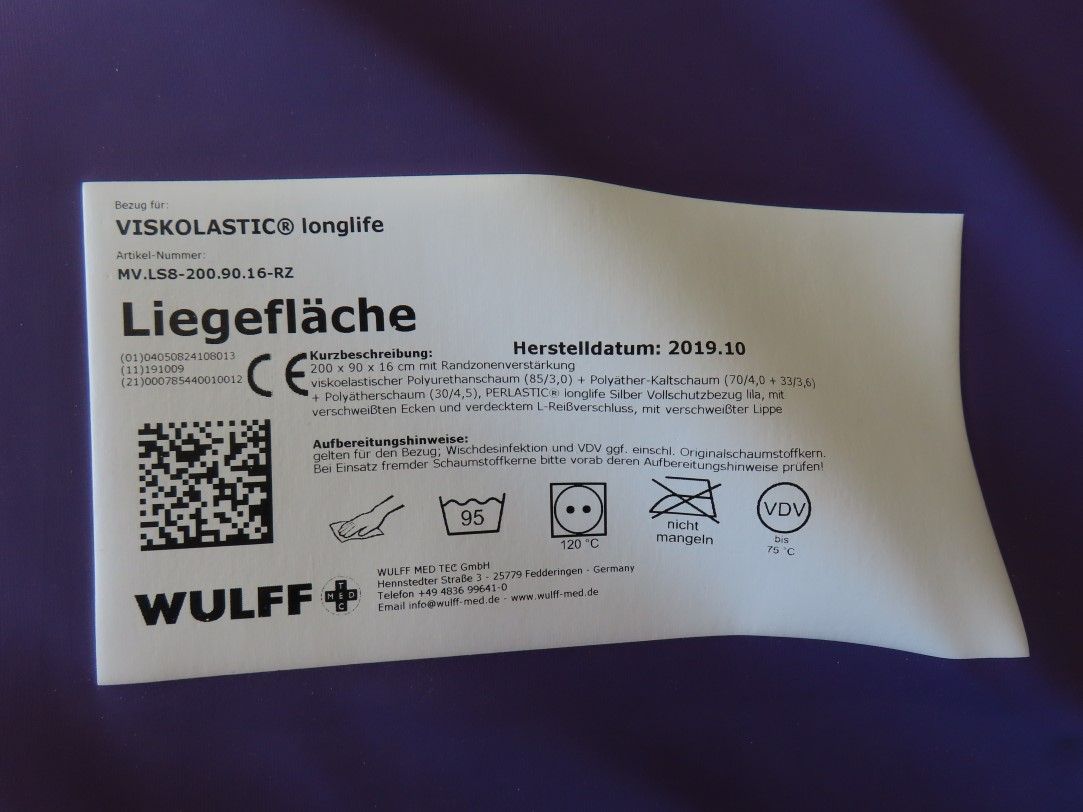 Bezug für:
VISKOLASTIC® longlife
Artikel-Nummer:
MV.LS8-200.90.16-RZ
Liegefläche
(01)04050824108013
(11)191009
(21)000785440010012
CE
Herstelldatum: 2019.10
Kurzbeschreibung:
200 x 90 x 16 cm mit Randzonenverstärkung
viskoelastischer Polyurethanschaum (85/3,0) + Polyäther-Kaltschaum (70/4,0 + 33/3,6)
+ Polyätherschaum (30/4,5), PERLASTIC® longlife Silber Vollschutzbezug lila, mit
verschweißten Ecken und verdecktem L-Reißverschluss, mit verschweißter Lippe
Aufbereitungshinweise:
gelten für den Bezug; Wischdesinfektion und VDV ggf. einschl. Originalschaumstoffkern.
Bei Einsatz fremder Schaumstoffkerne bitte vorab deren Aufbereitungshinweise prüfen!
95
120 °C
nicht
mangeln
VDV
bis
75 °C
WULFF
TEC
MED
WULFF MED TEC GmbH
Hennstedter Straße 3 - 25779 Fedderingen - Germany
Telefon +49 4836 99641-0
Email info@wulff-med.de - www.wulff-med.de